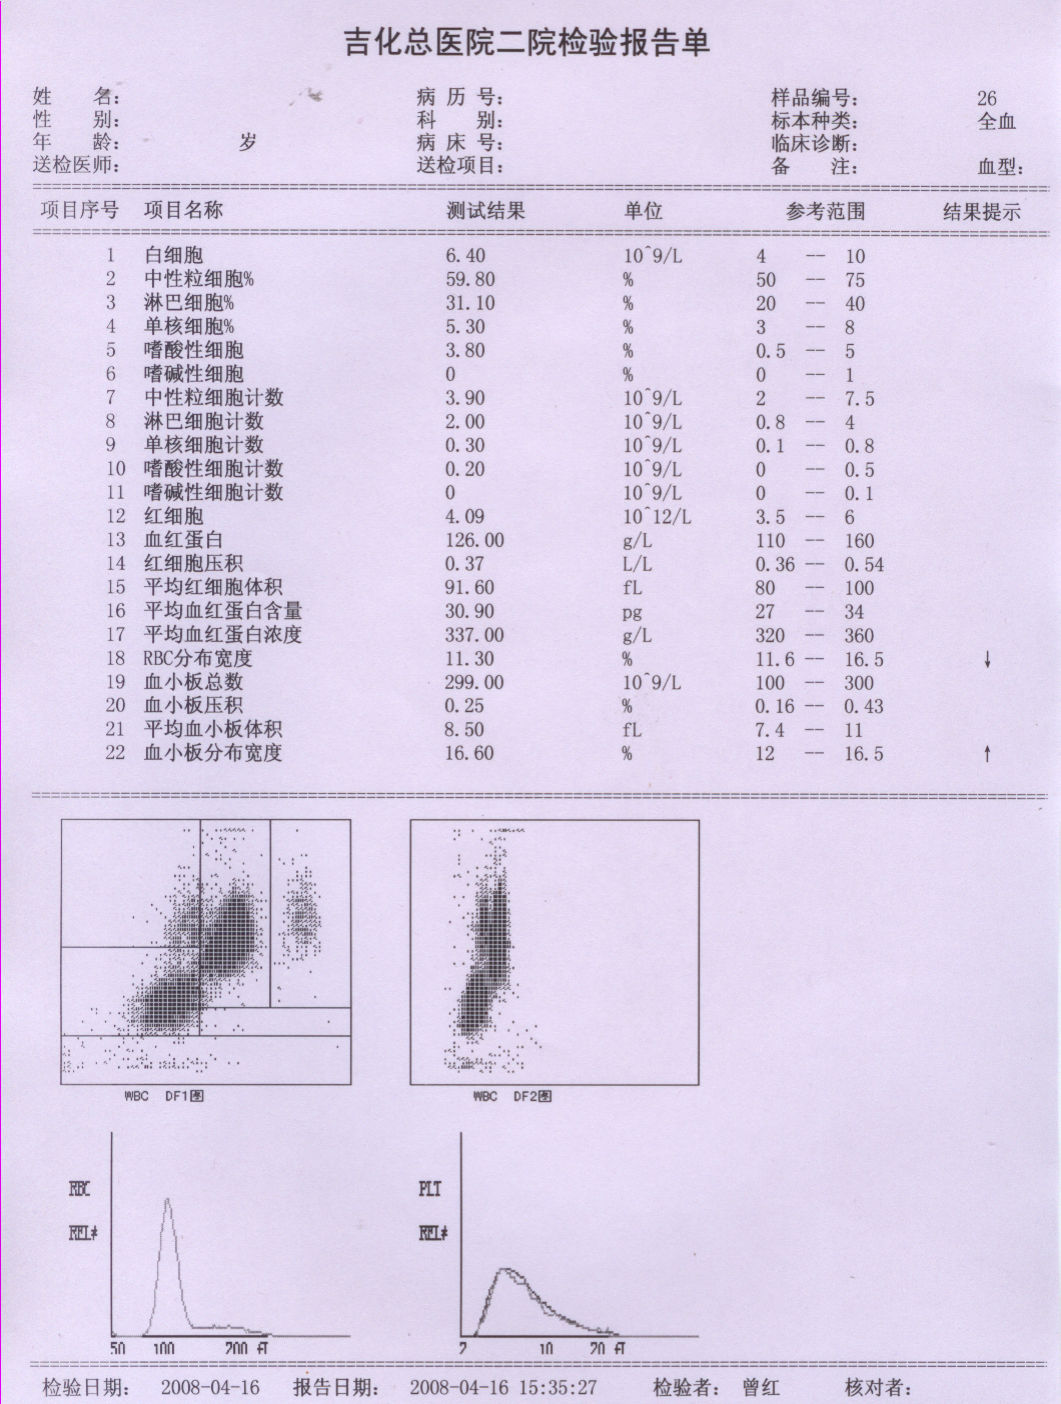 吉化总医院二院检验报告单
姓 名: 病 历 号: 样品编号: 26
性 别: 科 别: 标本种类: 全血
年 龄: 岁 病 床 号: 临床诊断:
送检医师: 送检项目: 备 注: 血型:
项目序号 项目名称 测试结果 单位 参考范围 结果提示
1 白细胞 6.40 10^9/L 4 -- 10
2 中性粒细胞% 59.80 % 50 -- 75
3 淋巴细胞% 31.10 % 20 -- 40
4 单核细胞% 5.30 % 3 -- 8
5 嗜酸性细胞 3.80 % 0.5 -- 5
6 嗜碱性细胞 0 % 0 -- 1
7 中性粒细胞计数 3.90 10^9/L 2 -- 7.5
8 淋巴细胞计数 2.00 10^9/L 0.8 -- 4
9 单核细胞计数 0.30 10^9/L 0.1 -- 0.8
10 嗜酸性细胞计数 0.20 10^9/L 0 -- 0.5
11 嗜碱性细胞计数 0 10^9/L 0 -- 0.1
12 红细胞 4.09 10^12/L 3.5 -- 6
13 血红蛋白 126.00 g/L 110 -- 160
14 红细胞压积 0.37 L/L 0.36 -- 0.54
15 平均红细胞体积 91.60 fL 80 -- 100
16 平均血红蛋白含量 30.90 pg 27 -- 34
17 平均血红蛋白浓度 337.00 g/L 320 -- 360
18 RBC分布宽度 11.30 % 11.6 -- 16.5 ↓
19 血小板总数 299.00 10^9/L 100 -- 300
20 血小板压积 0.25 % 0.16 -- 0.43
21 平均血小板体积 8.50 fL 7.4 -- 11
22 血小板分布宽度 16.60 % 12 -- 16.5 ↑
WBC DF1图 WBC DF2图
RBC PLT
REL# REL#
50 100 200 fl 2 10 20 fl
检验日期: 2008-04-16 报告日期: 2008-04-16 15:35:27 检验者: 曾红 核对者: